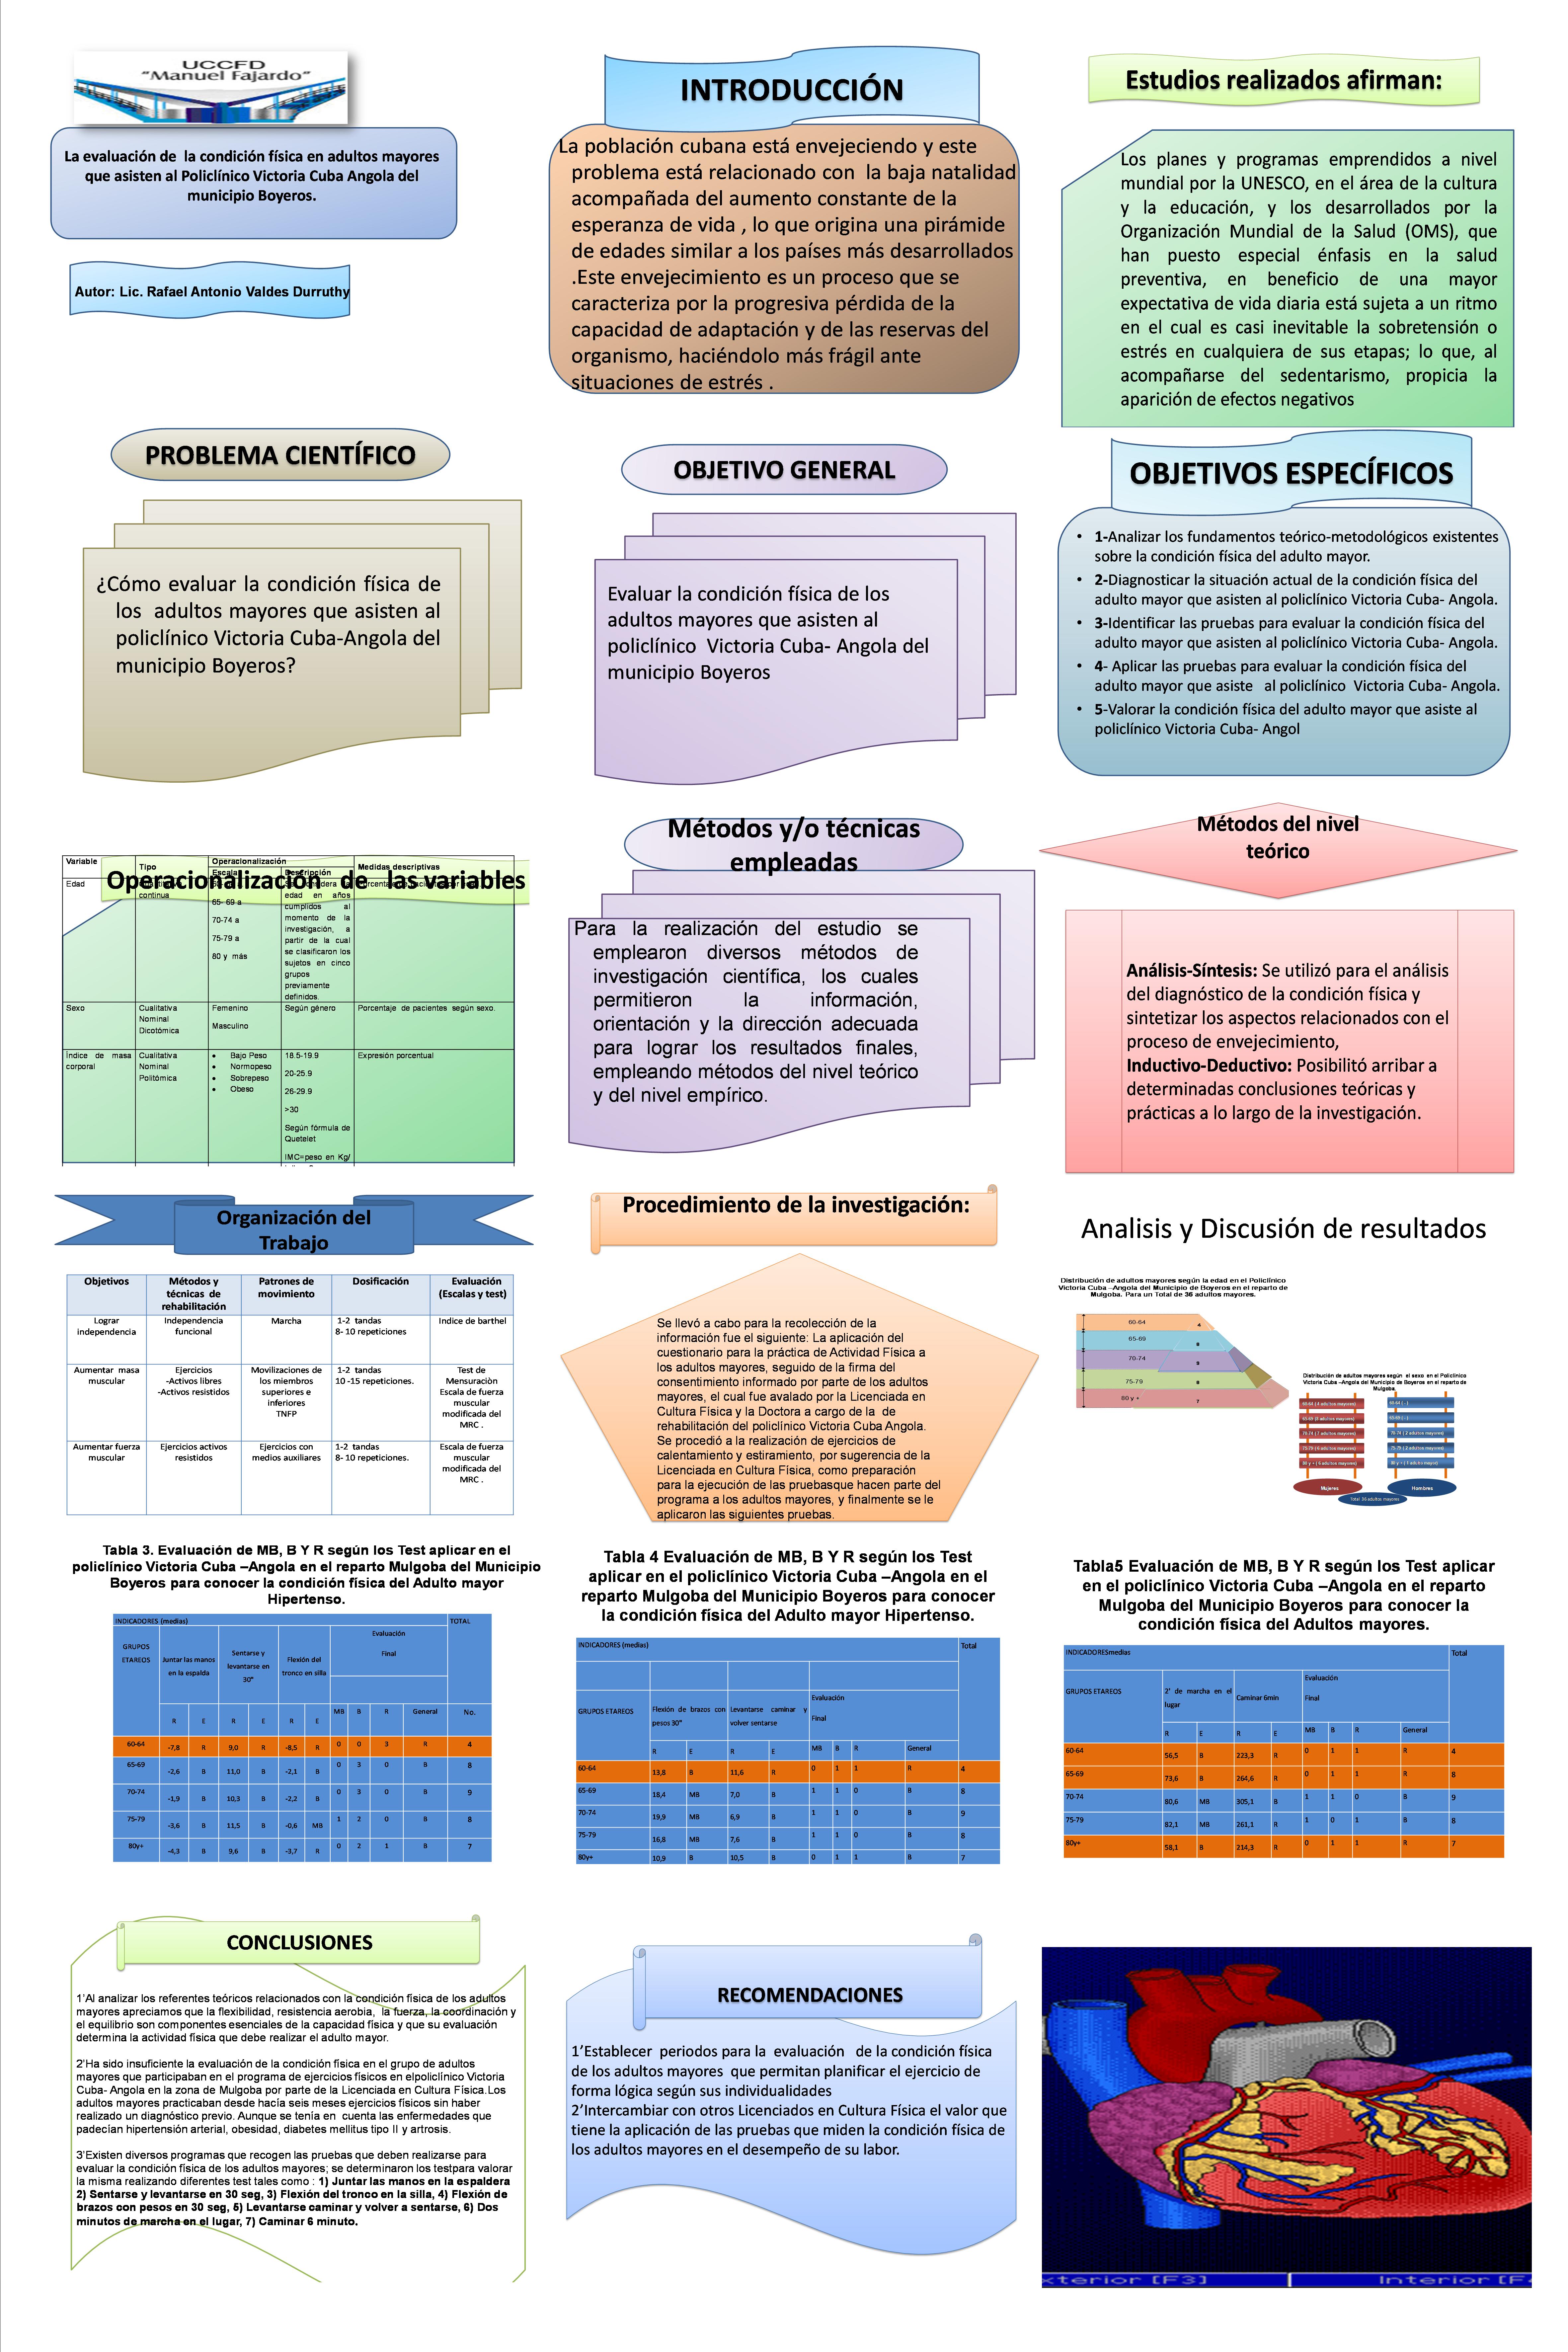 UCCFD
"Manuel Fajardo"
La evaluación de la condición física en adultos mayores
que asisten al Policlínico Victoria Cuba Angola del
municipio Boyeros.
Autor: Lic. Rafael Antonio Valdes Durruthy
INTRODUCCIÓN
La población cubana está envejeciendo y este
problema está relacionado con la baja natalidad
acompañada del aumento constante de la
esperanza de vida , lo que origina una pirámide
de edades similar a los países más desarrollados
.Este envejecimiento es un proceso que se
caracteriza por la progresiva pérdida de la
capacidad de adaptación y de las reservas del
organismo, haciéndolo más frágil ante
situaciones de estrés .
Estudios realizados afirman:
Los planes y programas emprendidos a nivel
mundial por la UNESCO, en el área de la cultura
y la educación, y los desarrollados por la
Organización Mundial de la Salud (OMS), que
han puesto especial énfasis en la salud
preventiva, en beneficio de una mayor
expectativa de vida diaria está sujeta a un ritmo
en el cual es casi inevitable la sobretensión o
estrés en cualquiera de sus etapas; lo que, al
acompañarse del sedentarismo, propicia la
aparición de efectos negativos
PROBLEMA CIENTÍFICO
¿Cómo evaluar la condición física de
los adultos mayores que asisten al
policlínico Victoria Cuba-Angola del
municipio Boyeros?
OBJETIVO GENERAL
Evaluar la condición física de los
adultos mayores que asisten al
policlínico Victoria Cuba- Angola del
municipio Boyeros
OBJETIVOS ESPECÍFICOS
• 1-Analizar los fundamentos teórico-metodológicos existentes
sobre la condición física del adulto mayor.
• 2-Diagnosticar la situación actual de la condición física del
adulto mayor que asisten al policlínico Victoria Cuba- Angola.
• 3-Identificar las pruebas para evaluar la condición física del
adulto mayor que asisten al policlínico Victoria Cuba- Angola.
• 4- Aplicar las pruebas para evaluar la condición física del
adulto mayor que asiste al policlínico Victoria Cuba- Angola.
• 5-Valorar la condición física del adulto mayor que asiste al
policlínico Victoria Cuba- Angol
Operacionalización de las variables
Variable Tipo Operacionalización Medidas descriptivas
Escala Descripción
Edad
continua
65- 69 a
70-74 a
75-79 a
80 y más
edad en años
cumplidos al
momento de la
investigación, a
partir de la cual
se clasificaron los
sujetos en cinco
grupos
previamente
definidos.
Sexo
Cualitativa
Nominal
Dicotómica
Femenino
Masculino
Según género
Porcentaje de pacientes según sexo.
Índice de masa
corporal
Cualitativa
Nominal
Politómica
• Bajo Peso
• Normopeso
• Sobrepeso
• Obeso
18.5-19.9
20-25.9
26-29.9
>30
Según fórmula de
Quetelet
IMC=peso en Kg/
Expresión porcentual
Métodos y/o técnicas
empleadas
Para la realización del estudio se
emplearon diversos métodos de
investigación científica, los cuales
permitieron la información,
orientación y la dirección adecuada
para lograr los resultados finales,
empleando métodos del nivel teórico
y del nivel empírico.
Métodos del nivel
teórico
Análisis-Síntesis: Se utilizó para el análisis
del diagnóstico de la condición física y
sintetizar los aspectos relacionados con el
proceso de envejecimiento,
Inductivo-Deductivo: Posibilitó arribar a
determinadas conclusiones teóricas y
prácticas a lo largo de la investigación.
Organización del
Trabajo
Objetivos
Métodos y
técnicas de
rehabilitación
Patrones de
movimiento
Dosificación
Evaluación
(Escalas y test)
Lograr
independencia
Independencia
funcional
Marcha
1-2 tandas
8- 10 repeticiones
Indice de barthel
Aumentar masa
muscular
Ejercicios
-Activos libres
-Activos resistidos
Movilizaciones de
los miembros
superiores e
inferiores
TNFP
1-2 tandas
10 -15 repeticiones.
Test de
Mensuraciòn
Escala de fuerza
muscular
modificada del
MRC .
Aumentar fuerza
muscular
Ejercicios activos
resistidos
Ejercicios con
medios auxiliares
1-2 tandas
8- 10 repeticiones.
Escala de fuerza
muscular
modificada del
MRC .
Procedimiento de la investigación:
Se llevó a cabo para la recolección de la
información fue el siguiente: La aplicación del
cuestionario para la práctica de Actividad Física a
los adultos mayores, seguido de la firma del
consentimiento informado por parte de los adultos
mayores, el cual fue avalado por la Licenciada en
Cultura Física y la Doctora a cargo de la de
rehabilitación del policlínico Victoria Cuba Angola.
Se procedió a la realización de ejercicios de
calentamiento y estiramiento, por sugerencia de la
Licenciada en Cultura Física, como preparación
para la ejecución de las pruebasque hacen parte del
programa a los adultos mayores, y finalmente se le
aplicaron las siguientes pruebas.
Analisis y Discusión de resultados
Distribución de adultos mayores según la edad en el Policlínico
Victoria Cuba –Angola del Municipio de Boyeros en el reparto de
Mulgoba. Para un Total de 36 adultos mayores.
60-64 4
65-69 8
70-74 9
75-79 8
80 y + 7
Distribución de adultos mayores según el sexo en el Policlínico
Victoria Cuba –Angola del Municipio de Boyeros en el reparto de
Mulgoba.
60-64 (4 adultos mayores) 60-64 ( - )
65-69 (8 adultos mayores) 65-69 ( - )
70-74 ( 7 adultos mayores) 70-74 ( 2 adultos mayores)
75-79 ( 6 adultos mayores) 75-79 ( 2 adultos mayores)
80 y + ( 6 adultos mayores) 80 y + ( 1 adulto mayor)
Mujeres Hombres
Total 36 adultos mayores
Tabla 3. Evaluación de MB, B Y R según los Test aplicar en el
policlínico Victoria Cuba –Angola en el reparto Mulgoba del Municipio
Boyeros para conocer la condición física del Adulto mayor
Hipertenso.
INDICADORES (medias) TOTAL
GRUPOS
ETAREOS
Juntar las manos
en la espalda
Sentarse y
levantarse en
30"
Flexión del
tronco en silla
Evaluación
Final
R E R E R E MB B R General No.
60-64 -7,8 R 9,0 R -8,5 R 0 0 3 R 4
65-69 -2,6 B 11,0 B -2,1 B 0 3 0 B 8
70-74 -1,9 B 10,3 B -2,2 B 0 3 0 B 9
75-79 -3,6 B 11,5 B -0,6 MB 1 2 0 B 8
80y+ -4,3 B 9,6 B -3,7 R 0 2 1 B 7
Tabla 4 Evaluación de MB, B Y R según los Test
aplicar en el policlínico Victoria Cuba –Angola en el
reparto Mulgoba del Municipio Boyeros para conocer
la condición física del Adulto mayor Hipertenso.
INDICADORES (medias) Total
GRUPOS ETAREOS
Flexión de brazos con
pesos 30"
Levantarse caminar y
volver sentarse
Evaluación
Final
R E R E MB B R General
60-64 13,8 B 11,6 R 0 1 1 R 4
65-69 18,4 MB 7,0 B 1 1 0 B 8
70-74 19,9 MB 6,9 B 1 1 0 B 9
75-79 16,8 MB 7,6 B 1 1 0 B 8
80y+ 10,9 B 10,5 B 0 1 1 B 7
Tabla5 Evaluación de MB, B Y R según los Test aplicar
en el policlínico Victoria Cuba –Angola en el reparto
Mulgoba del Municipio Boyeros para conocer la
condición física del Adultos mayores.
INDICADORESmedias Total
GRUPOS ETAREOS
2' de marcha en el
lugar
Caminar 6min
Evaluación
Final
R E R E MB B R General
60-64 56,5 B 223,3 R 0 1 1 R 4
65-69 73,6 B 264,6 R 0 1 1 R 8
70-74 80,6 MB 305,1 B 1 1 0 B 9
75-79 82,1 MB 261,1 R 1 0 1 B 8
80y+ 58,1 B 214,3 R 0 1 1 R 7
CONCLUSIONES
1'Al analizar los referentes teóricos relacionados con la condición física de los adultos
mayores apreciamos que la flexibilidad, resistencia aerobia, la fuerza, la coordinación y
el equilibrio son componentes esenciales de la capacidad física y que su evaluación
determina la actividad física que debe realizar el adulto mayor.
2'Ha sido insuficiente la evaluación de la condición física en el grupo de adultos
mayores que participaban en el programa de ejercicios físicos en elpoliclínico Victoria
Cuba- Angola en la zona de Mulgoba por parte de la Licenciada en Cultura Física.Los
adultos mayores practicaban desde hacía seis meses ejercicios físicos sin haber
realizado un diagnóstico previo. Aunque se tenía en cuenta las enfermedades que
padecían hipertensión arterial, obesidad, diabetes mellitus tipo II y artrosis.
3'Existen diversos programas que recogen las pruebas que deben realizarse para
evaluar la condición física de los adultos mayores; se determinaron los testpara valorar
la misma realizando diferentes test tales como : 1) Juntar las manos en la espaldera
2) Sentarse y levantarse en 30 seg, 3) Flexión del tronco en la silla, 4) Flexión de
brazos con pesos en 30 seg, 5) Levantarse caminar y volver a sentarse, 6) Dos
minutos de marcha en el lugar, 7) Caminar 6 minuto.
RECOMENDACIONES
1'Establecer periodos para la evaluación de la condición física
de los adultos mayores que permitan planificar el ejercicio de
forma lógica según sus individualidades
2'Intercambiar con otros Licenciados en Cultura Física el valor que
tiene la aplicación de las pruebas que miden la condición física de
los adultos mayores en el desempeño de su labor.
xterior [F3] Interior [F